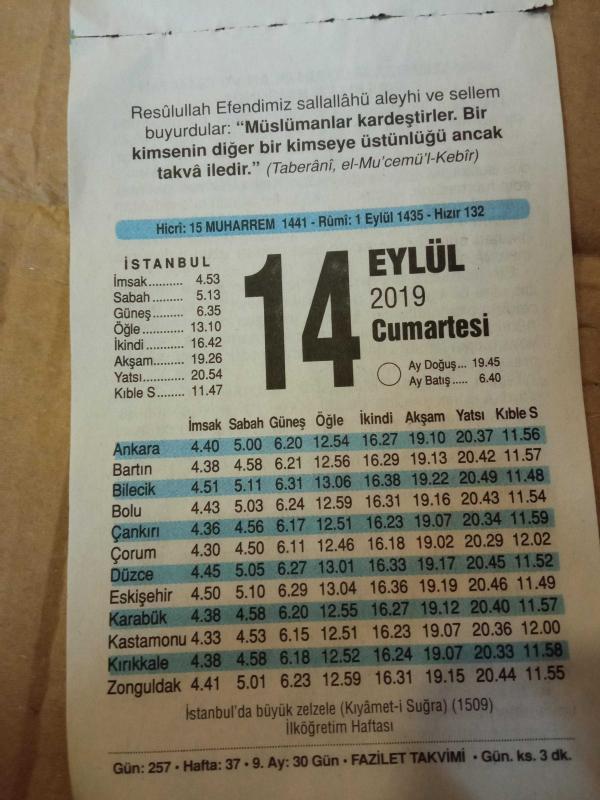 Resûlullah Efendimiz sallallâhü aleyhi ve sellem
buyurdular: “Müslümanlar kardeştirler. Bir
kimsenin diğer bir kimseye üstünlüğü ancak
takvâ iledir.” (Taberânî, el-Mu’cemü’l-Kebîr)
Hicrî: 15 MUHARREM 1441 - Rûmî: 1 Eylül 1435 - Hızır 132
İSTANBUL
İmsak.......... 4.53
Sabah ......... 5.13
Güneş ......... 6.35
Öğle ............ 13.10
İkindi ........... 16.42
Akşam......... 19.26
Yatsı............ 20.54
Kıble S........ 11.47
14
EYLÜL
2019
Cumartesi
Ay Doğuş... 19.45
Ay Batış ..... 6.40
İmsak Sabah Güneş Öğle İkindi Akşam Yatsı Kıble S
Ankara 4.40 5.00 6.20 12.54 16.27 19.10 20.37 11.56
Bartın 4.38 4.58 6.21 12.56 16.29 19.13 20.42 11.57
Bilecik 4.51 5.11 6.31 13.06 16.38 19.22 20.49 11.48
Bolu 4.43 5.03 6.24 12.59 16.31 19.16 20.43 11.54
Çankırı 4.36 4.56 6.17 12.51 16.23 19.07 20.34 11.59
Çorum 4.30 4.50 6.11 12.46 16.18 19.02 20.29 12.02
Düzce 4.45 5.05 6.27 13.01 16.33 19.17 20.45 11.52
Eskişehir 4.50 5.10 6.29 13.04 16.36 19.19 20.46 11.49
Karabük 4.38 4.58 6.20 12.55 16.27 19.12 20.40 11.57
Kastamonu 4.33 4.53 6.15 12.51 16.23 19.07 20.36 12.00
Kırıkkale 4.38 4.58 6.18 12.52 16.24 19.07 20.33 11.58
Zonguldak 4.41 5.01 6.23 12.59 16.31 19.15 20.44 11.55
İstanbul’da büyük zelzele (Kıyâmet-i Suğra) (1509)
İlköğretim Haftası
Gün: 257 • Hafta: 37 • 9. Ay: 30 Gün • FAZİLET TAKVİMİ • Gün. ks. 3 dk.